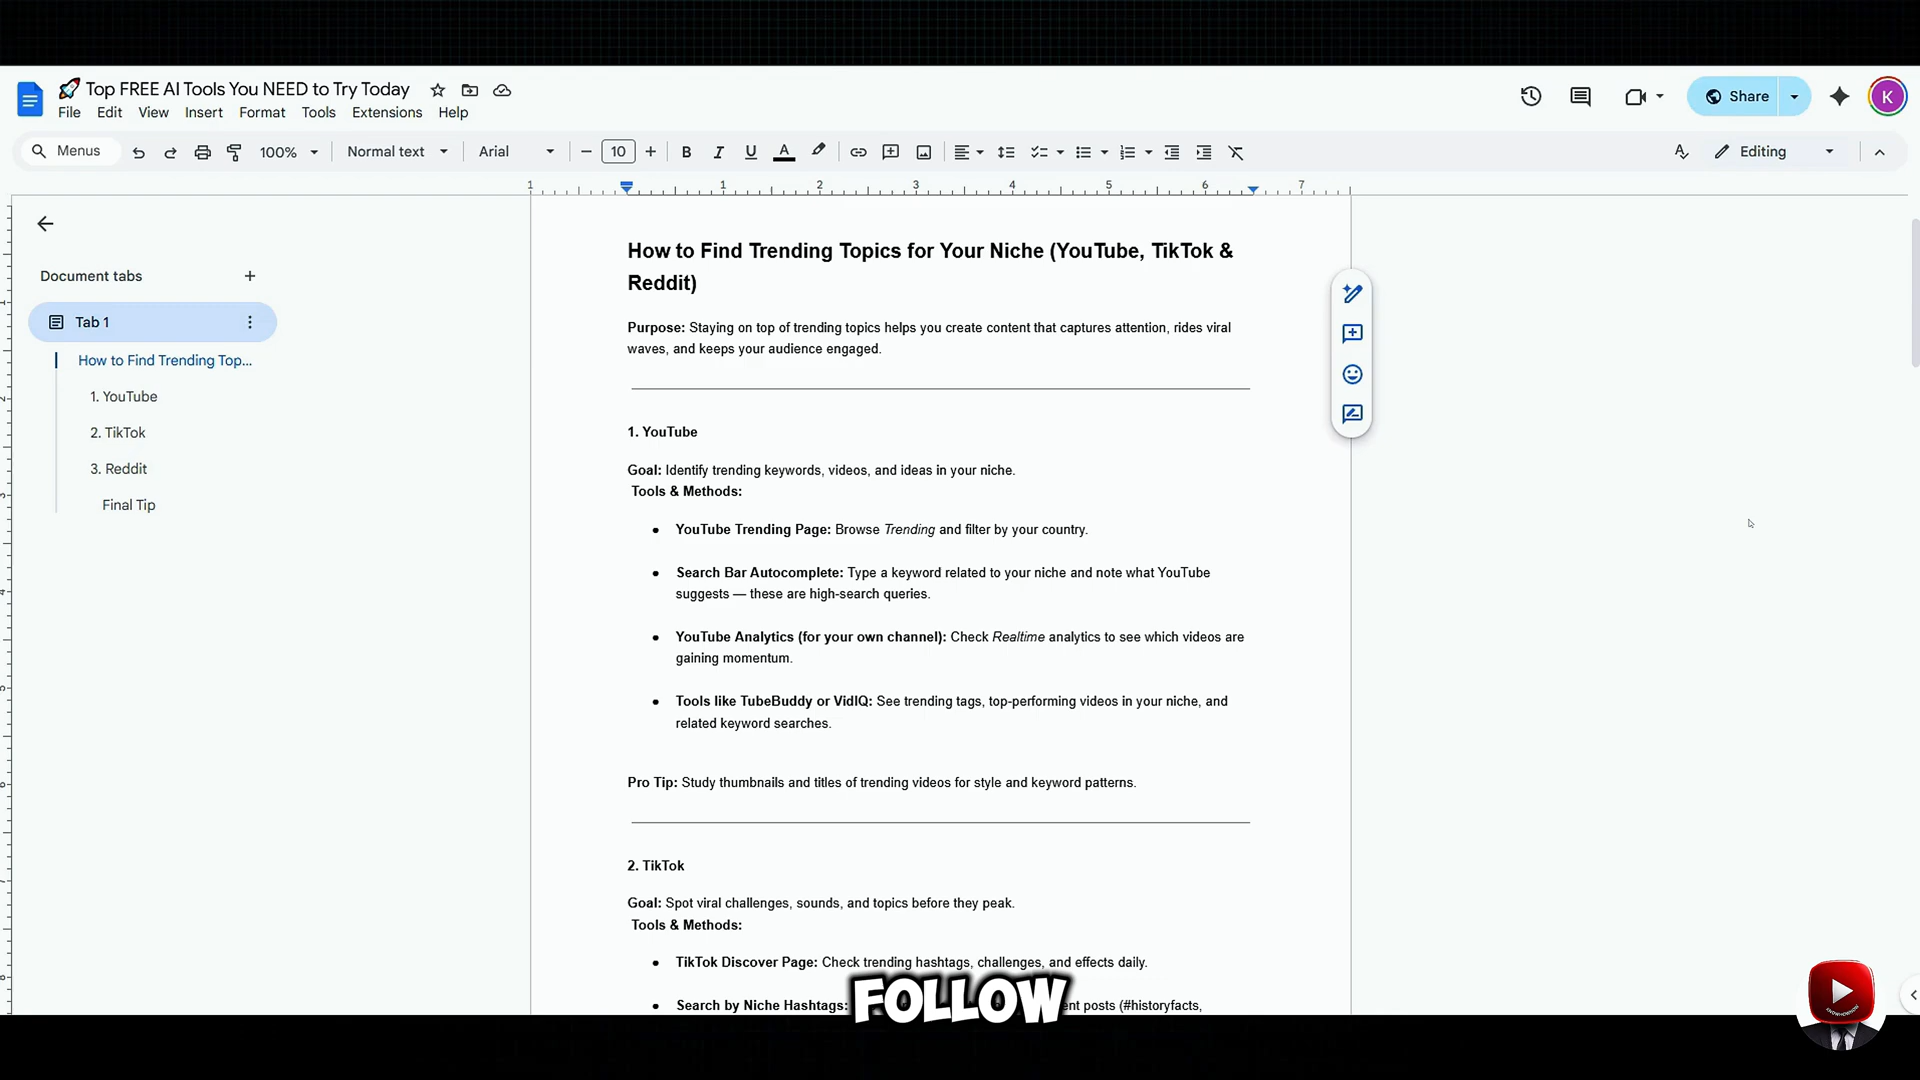 Top FREE AI Tools You NEED to Try Today
File Edit View Insert Format Tools Extensions Help
Share
K
Menus
100%
Normal text
Arial
10
B I U A
Editing
1 1 2 3 4 5 6 7
Document tabs
Tab 1
How to Find Trending Top...
1. YouTube
2. TikTok
3. Reddit
Final Tip
How to Find Trending Topics for Your Niche (YouTube, TikTok &
Reddit)
Purpose: Staying on top of trending topics helps you create content that captures attention, rides viral
waves, and keeps your audience engaged.
1. YouTube
Goal: Identify trending keywords, videos, and ideas in your niche.
Tools & Methods:
● YouTube Trending Page: Browse Trending and filter by your country.
● Search Bar Autocomplete: Type a keyword related to your niche and note what YouTube
suggests — these are high-search queries.
● YouTube Analytics (for your own channel): Check Realtime analytics to see which videos are
gaining momentum.
● Tools like TubeBuddy or VidIQ: See trending tags, top-performing videos in your niche, and
related keyword searches.
Pro Tip: Study thumbnails and titles of trending videos for style and keyword patterns.
2. TikTok
Goal: Spot viral challenges, sounds, and topics before they peak.
Tools & Methods:
● TikTok Discover Page: Check trending hashtags, challenges, and effects daily.
● Search by Niche Hashtags: posts (#historyfacts,
FOLLOW